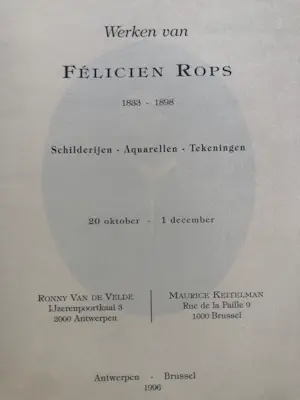 Werken van
FÉLICIEN ROPS
1833 - 1898
Schilderijen - Aquarellen - Tekeningen
20 oktober - 1 december
RONNY VAN DE VELDE
IJzerenpoortkaai 3
2000 Antwerpen
MAURICE KEITELMAN
Rue de la Paille 9
1000 Brussel
Antwerpen - Brussel
1996